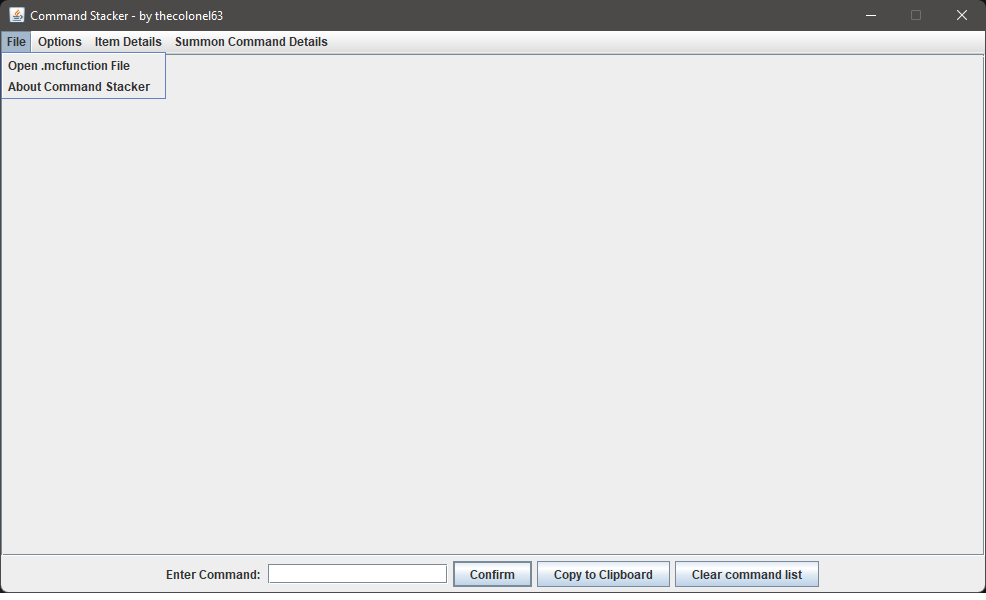 Command Stacker - by thecolonel63
File Options Item Details Summon Command Details
Open .mcfunction File
About Command Stacker
Enter Command: Confirm Copy to Clipboard Clear command list